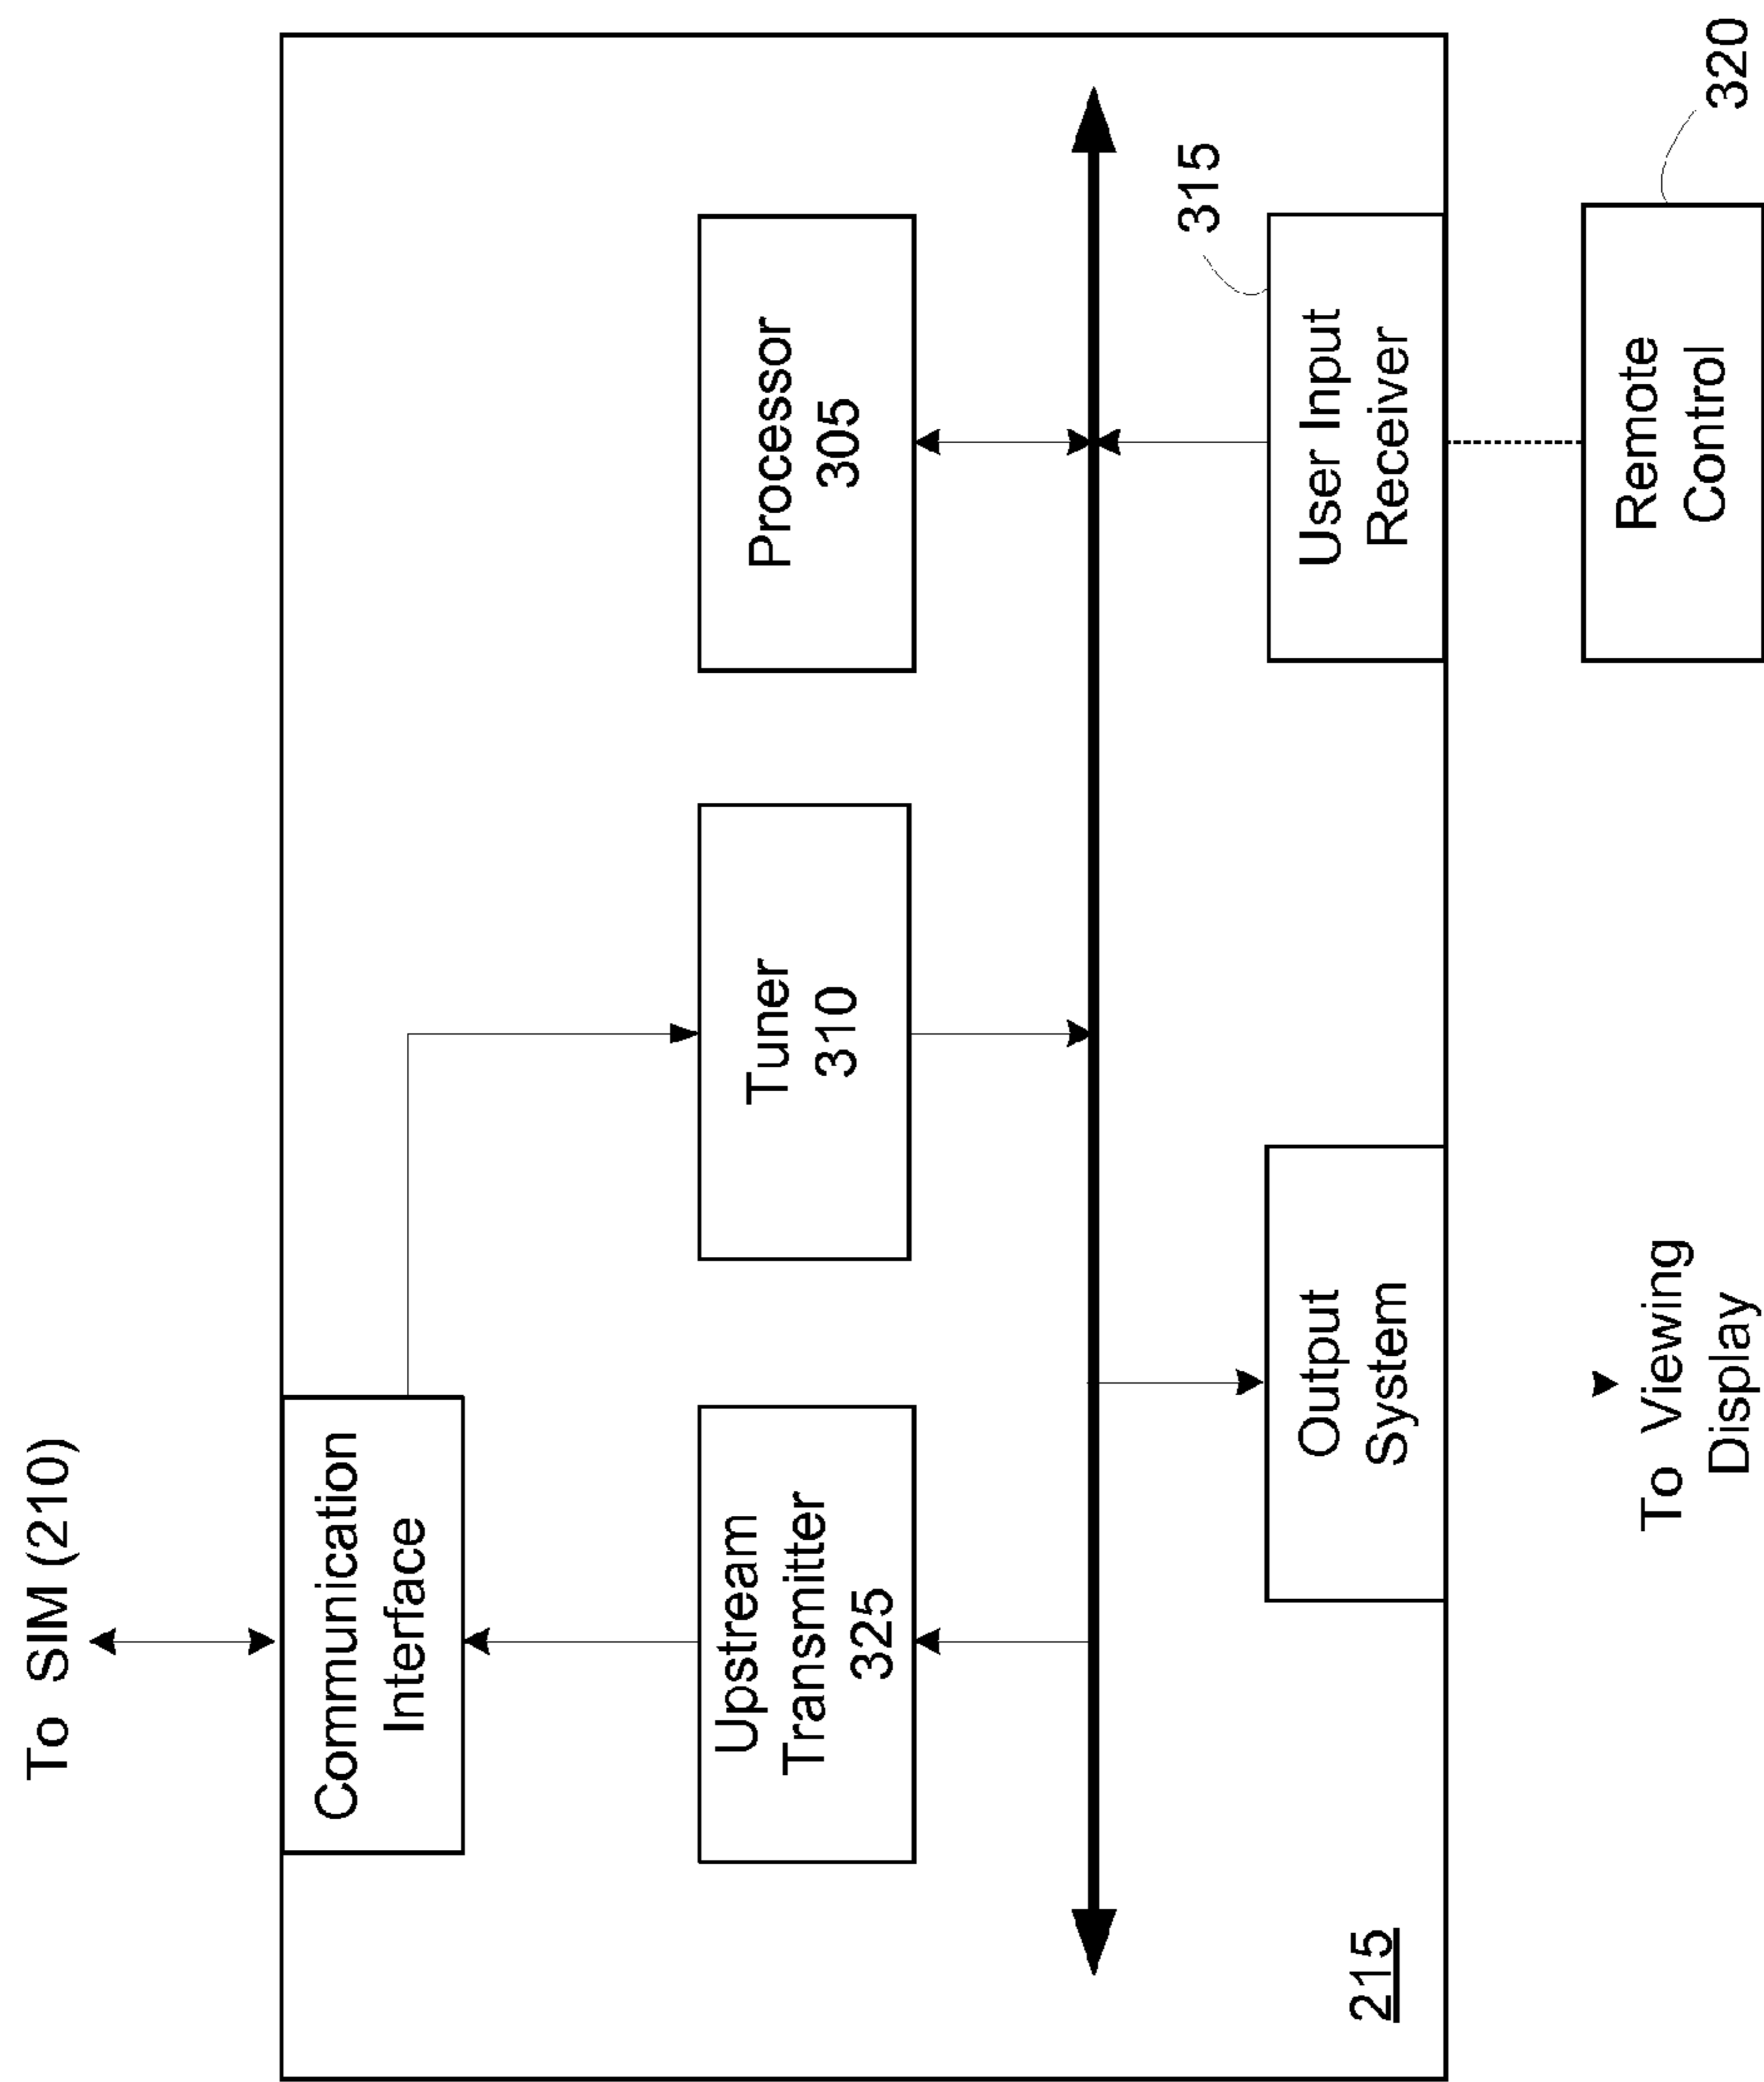 To SIM (210)
Communication
Interface
Upstream
Transmitter
325
Tuner
310
Processor
305
315
Output
System
User Input
Receiver
215
To Viewing
Display
Remote
Control
320